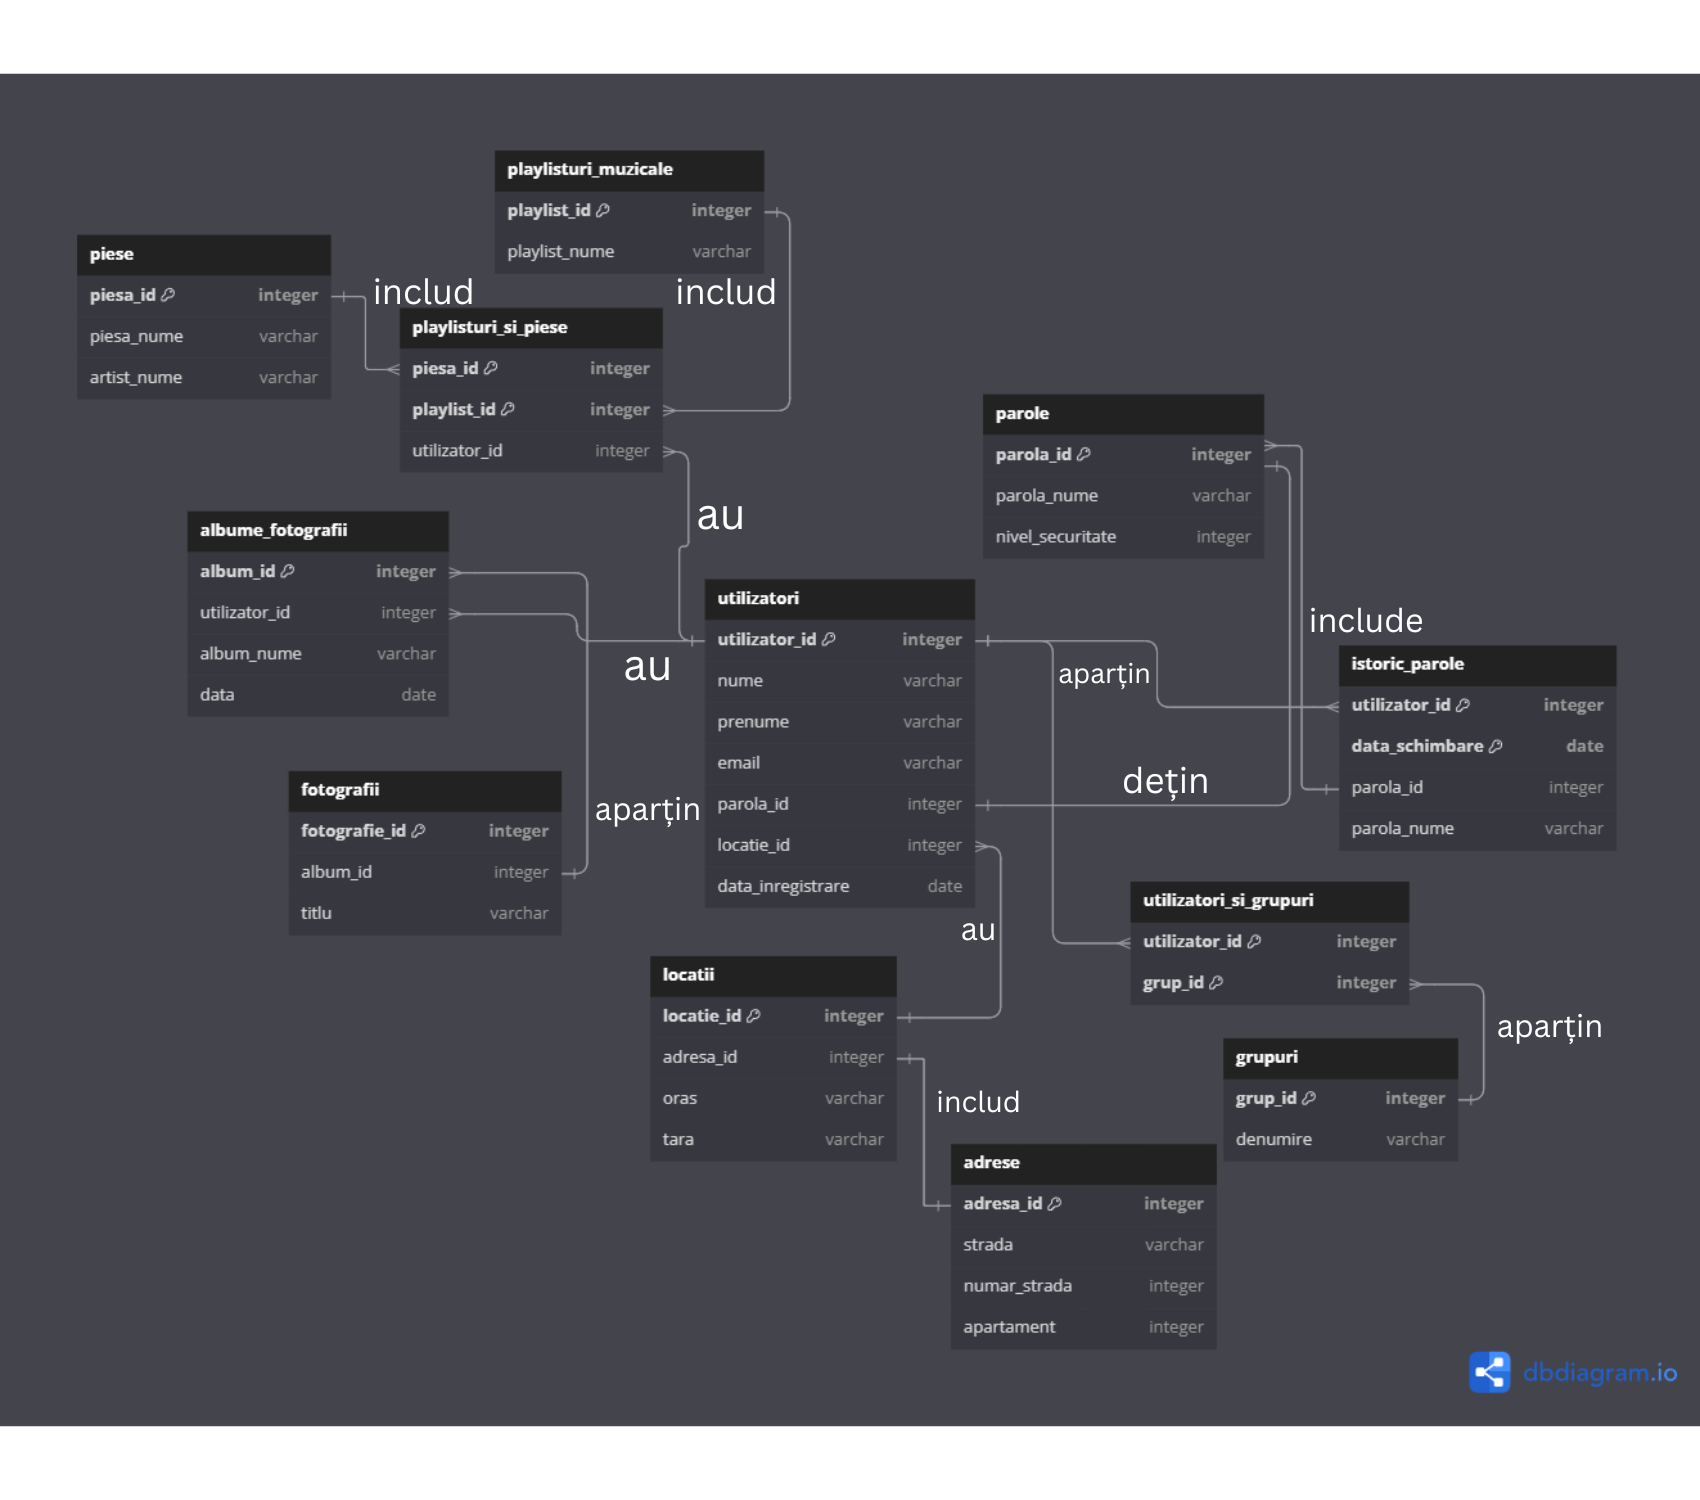 playlisturi_muzicale
playlist_id integer
playlist_nume varchar
piese
piesa_id integer
piesa_nume varchar
artist_nume varchar
includ
includ
playlisturi_si_piese
piesa_id integer
playlist_id integer
utilizator_id integer
au
parole
parola_id integer
parola_nume varchar
nivel_securitate integer
albume_fotografii
album_id integer
utilizator_id integer
album_nume varchar
data date
au
utilizatori
utilizator_id integer
nume varchar
prenume varchar
email varchar
parola_id integer
locatie_id integer
data_inregistrare date
include
aparțin
istoric_parole
utilizator_id integer
data_schimbare date
parola_id integer
parola_nume varchar
dețin
fotografii
fotografie_id integer
album_id integer
titlu varchar
aparțin
au
utilizatori_si_grupuri
utilizator_id integer
grup_id integer
aparțin
locatii
locatie_id integer
adresa_id integer
oras varchar
tara varchar
includ
grupuri
grup_id integer
denumire varchar
adrese
adresa_id integer
strada varchar
numar_strada integer
apartament integer
dbdiagram.io